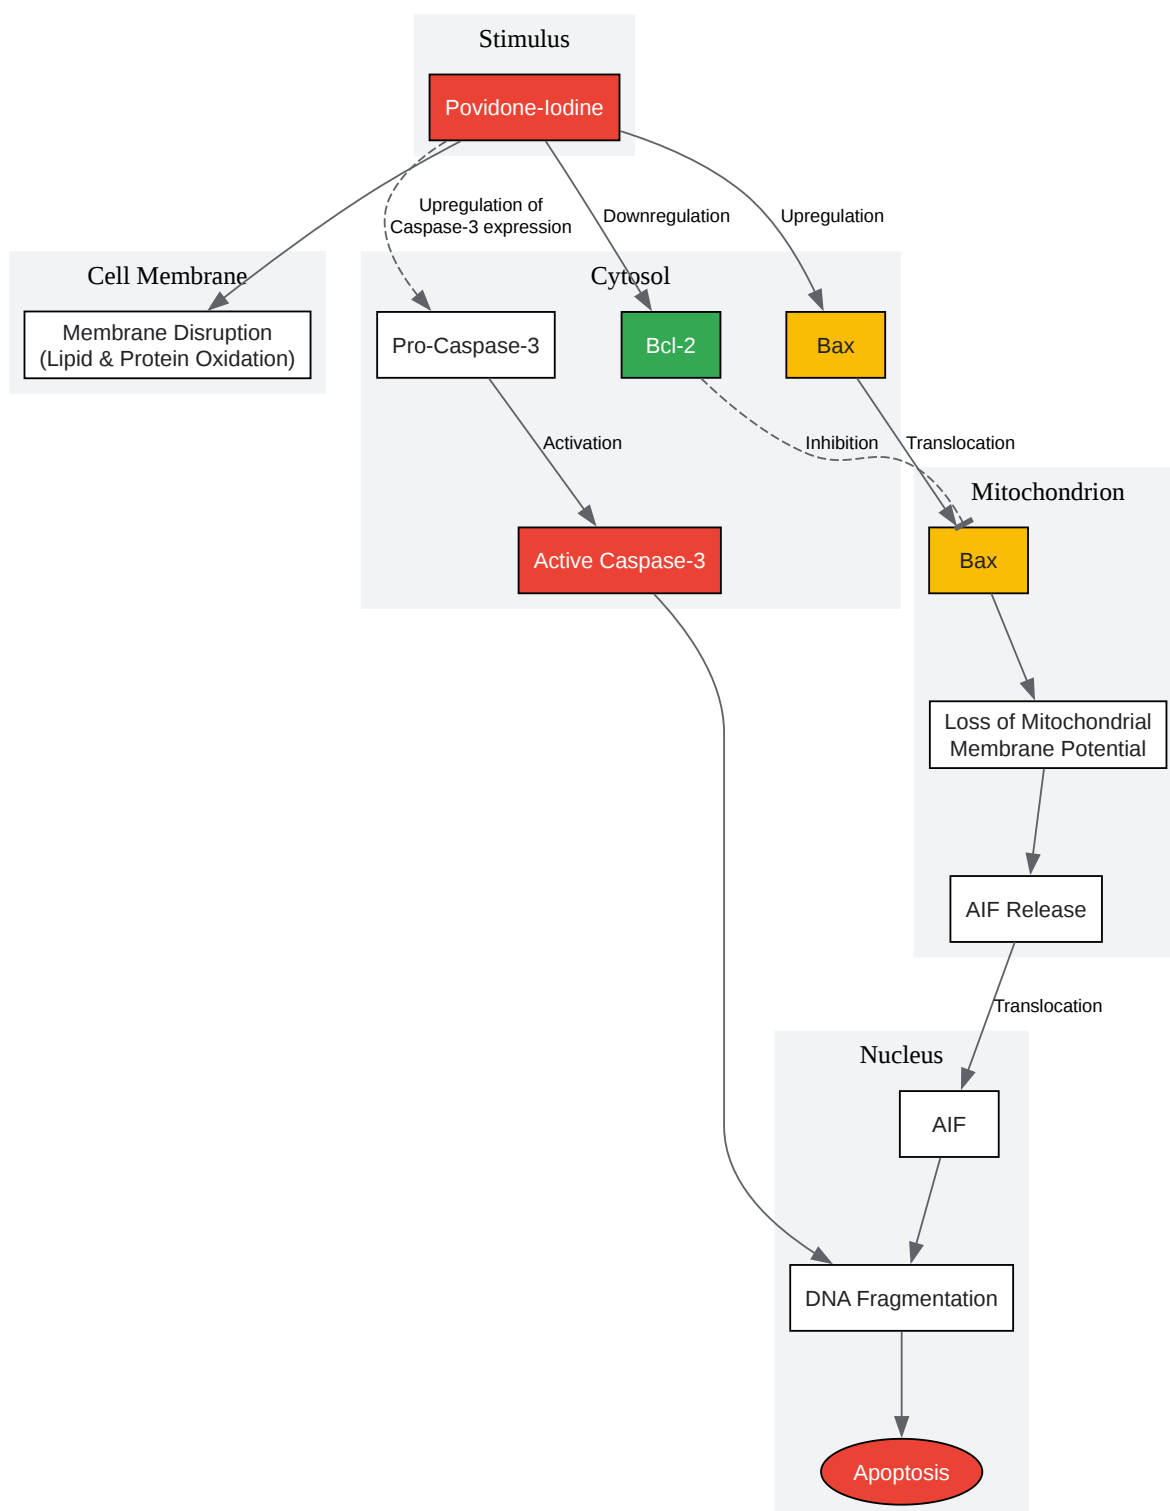 Stimulus
Povidone-Iodine
Upregulation of
Caspase-3 expression
Downregulation
Upregulation
Cell Membrane
Cytosol
Membrane Disruption
(Lipid & Protein Oxidation)
Pro-Caspase-3
Bcl-2
Bax
Activation
Inhibition
Translocation
Mitochondrion
Active Caspase-3
Bax
Loss of Mitochondrial
Membrane Potential
AIF Release
Translocation
Nucleus
AIF
DNA Fragmentation
Apoptosis